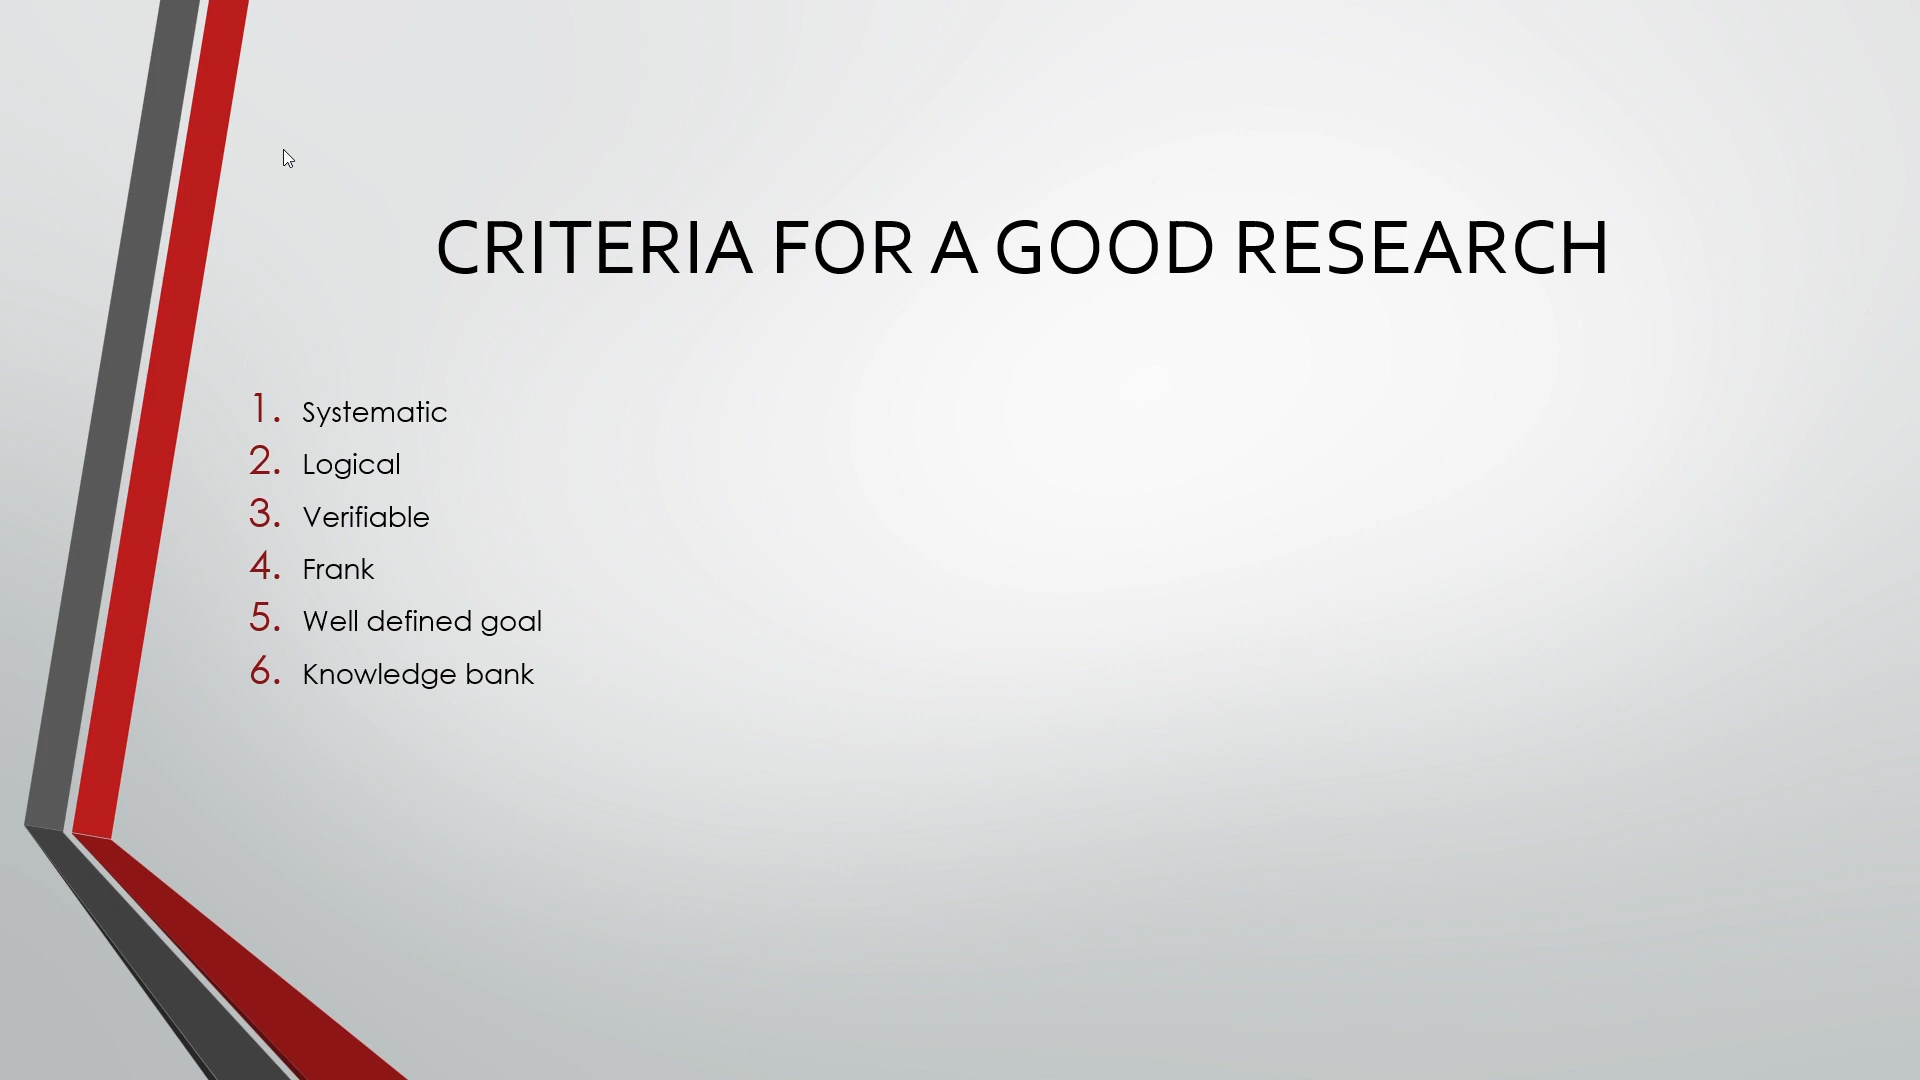 CRITERIA FOR A GOOD RESEARCH
1. Systematic
2. Logical
3. Verifiable
4. Frank
5. Well defined goal
6. Knowledge bank